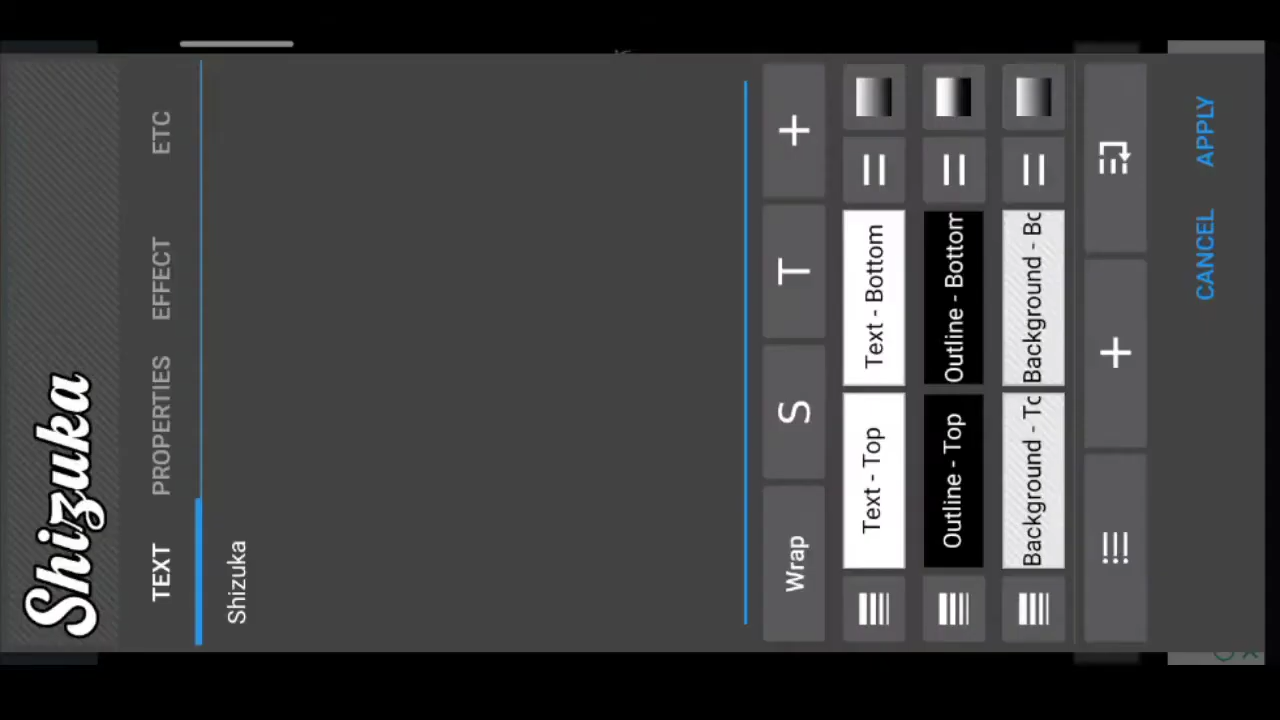 Shizuka
TEXT PROPERTIES EFFECT ETC
Shizuka
Wrap S T +
Text - Top Text - Bottom
Outline - Top Outline - Bottom
Background - To Background - Bo
+
CANCEL APPLY